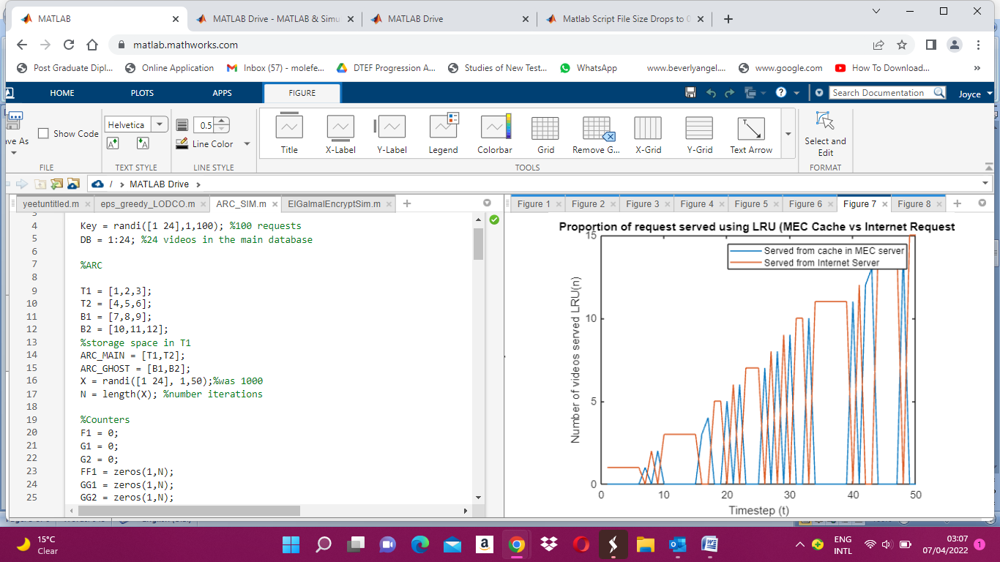 MATLAB
MATLAB Drive - MATLAB & Simu
MATLAB Drive
Matlab Script File Size Drops to 0
matlab.mathworks.com
Post Graduate Dipl...
Online Application
Inbox (57) - molefe...
DTEF Progression A...
Studies of New Test...
WhatsApp
www.beverlyangel....
www.google.com
How To Download...
»
HOME
PLOTS
APPS
FIGURE
Search Documentation
Joyce
ve As
Show Code
FILE
Helvetica
TEXT STYLE
0.5
Line Color
LINE STYLE
Title
X-Label
Y-Label
Legend
Colorbar
Grid
Remove G...
X-Grid
Y-Grid
Text Arrow
TOOLS
Select and
Edit
FORMAT
/ › MATLAB Drive ›
yeetuntitled.m
eps_greedy_LODCO.m
ARC_SIM.m
ElGalmalEncryptSim.m
4 Key = randi([1 24],1,100); %100 requests
5 DB = 1:24; %24 videos in the main database
6
7 %ARC
8
9 T1 = [1,2,3];
10 T2 = [4,5,6];
11 B1 = [7,8,9];
12 B2 = [10,11,12];
13 %storage space in T1
14 ARC_MAIN = [T1,T2];
15 ARC_GHOST = [B1,B2];
16 X = randi([1 24], 1,50);%was 1000
17 N = length(X); %number iterations
18
19 %Counters
20 F1 = 0;
21 G1 = 0;
22 G2 = 0;
23 FF1 = zeros(1,N);
24 GG1 = zeros(1,N);
25 GG2 = zeros(1,N);
Figure 1
Figure 2
Figure 3
Figure 4
Figure 5
Figure 6
Figure 7
Figure 8
Proportion of request served using LRU (MEC Cache vs Internet Request
Served from cache in MEC server
Served from Internet Server
Number of videos served LRU(n)
15
10
5
0
0 10 20 30 40 50
Timestep (t)
15°C
Clear
ENG
INTL
03:07
07/04/2022
1